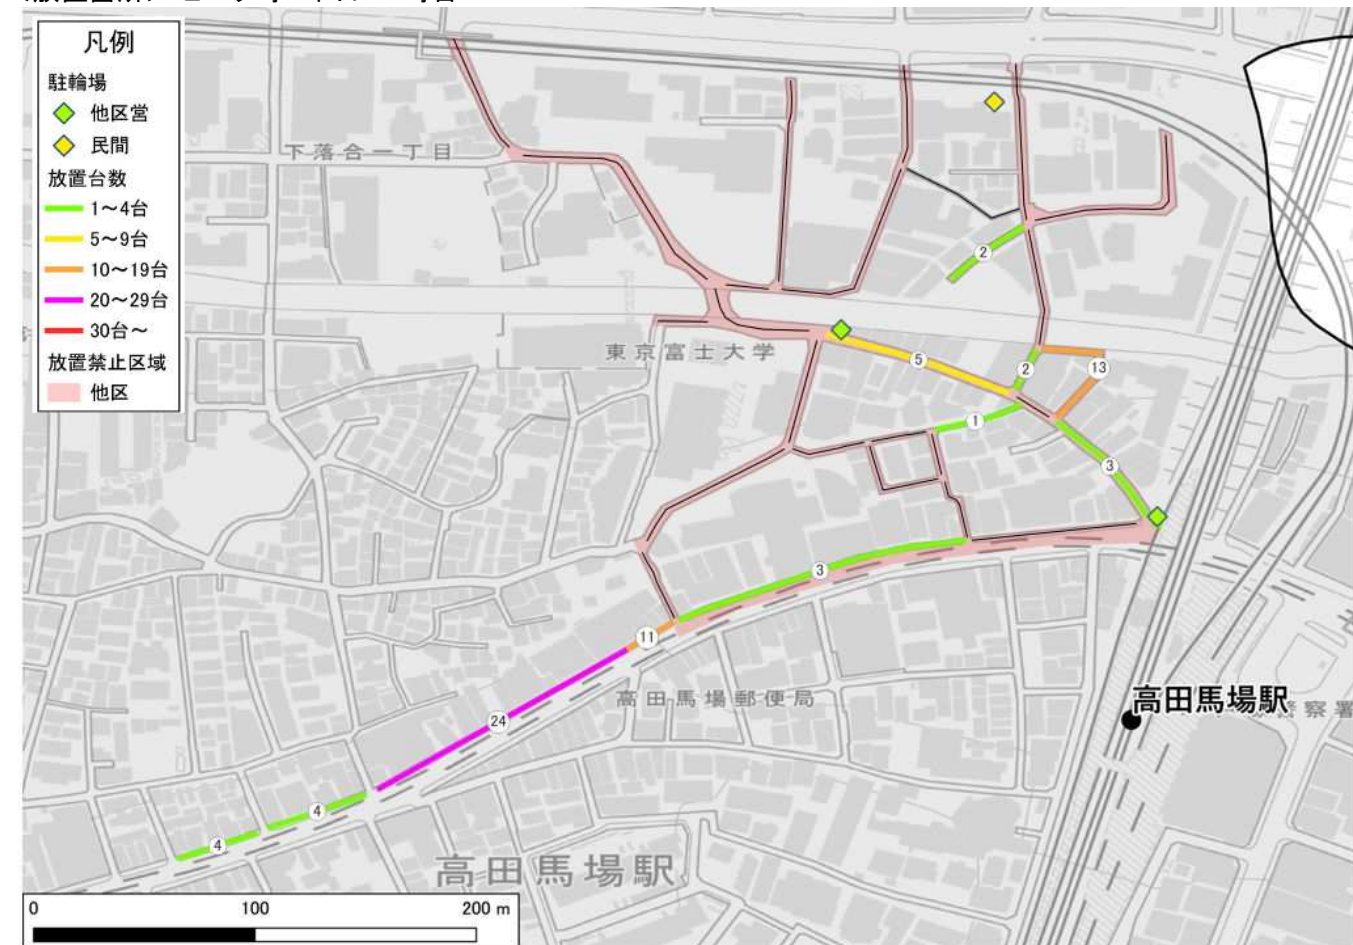 凡例
駐輪場
他区営
民間
放置台数
1～4台
5～9台
10～19台
20～29台
30台～
放置禁止区域
他区
下落合一丁目
2
東京富士大学
5
2
13
1
3
3
11
高田馬場郵便局
高田馬場駅
察署
24
4
4
高田馬場駅
0 100 200 m